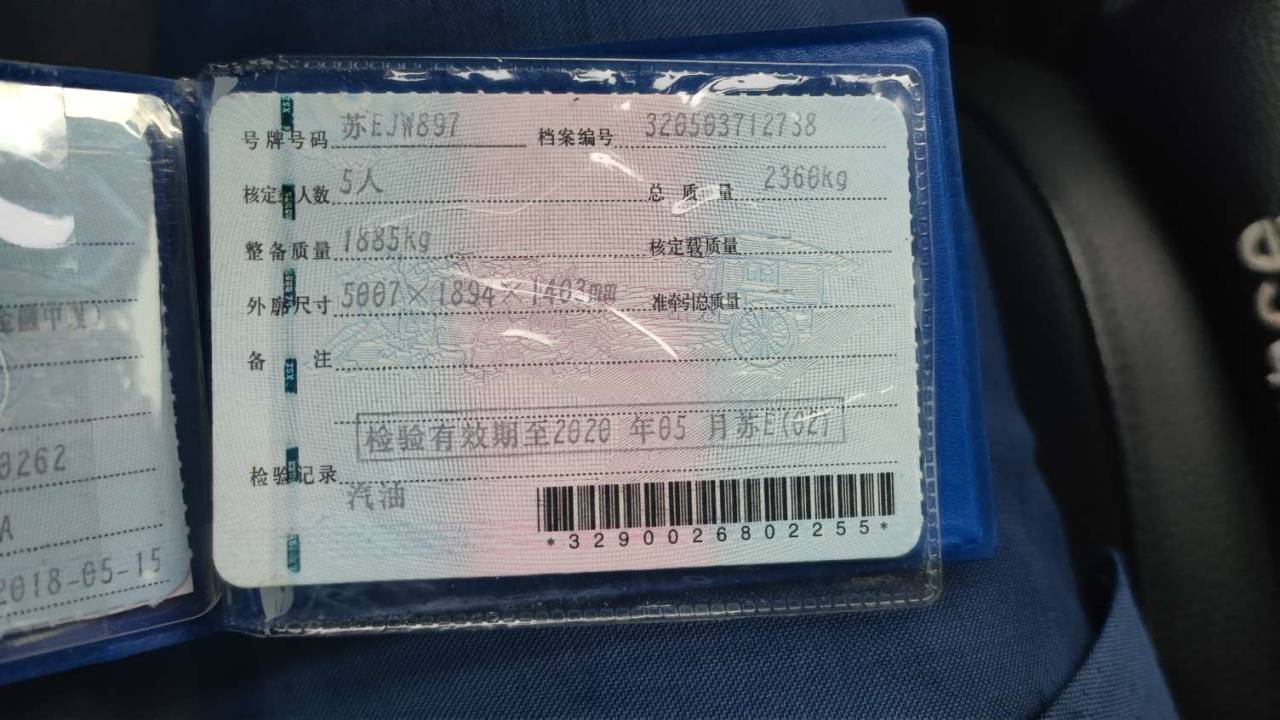 号牌号码 苏EJW897 档案编号 320503712738
核定载人数 5人 总质量 2360kg
整备质量 1885kg 核定载质量
外廓尺寸 5007×1894×1403mm 准牵引总质量
备 注
检验有效期至2020 年05 月苏E(02)
检验记录
汽油
*3290026802255*
0262
A
2018-05-15